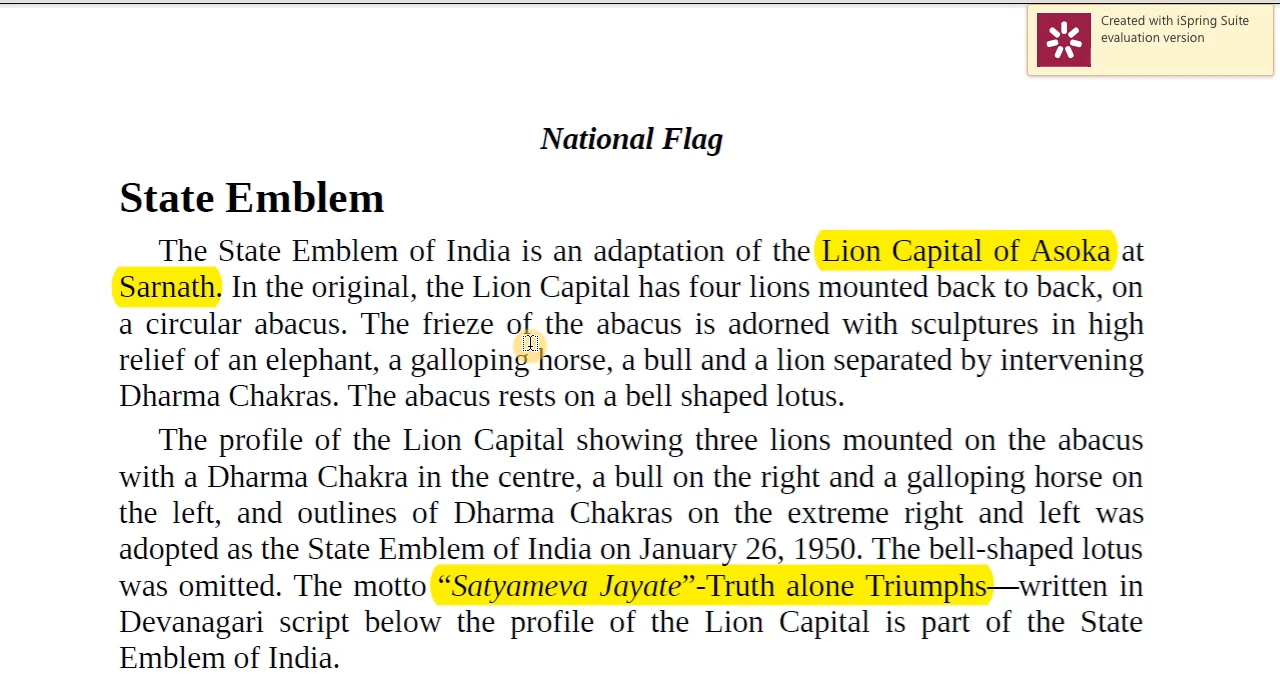 Created with iSpring Suite
evaluation version
National Flag
State Emblem
The State Emblem of India is an adaptation of the Lion Capital of Asoka at
Sarnath. In the original, the Lion Capital has four lions mounted back to back, on
a circular abacus. The frieze of the abacus is adorned with sculptures in high
relief of an elephant, a galloping horse, a bull and a lion separated by intervening
Dharma Chakras. The abacus rests on a bell shaped lotus.
The profile of the Lion Capital showing three lions mounted on the abacus
with a Dharma Chakra in the centre, a bull on the right and a galloping horse on
the left, and outlines of Dharma Chakras on the extreme right and left was
adopted as the State Emblem of India on January 26, 1950. The bell-shaped lotus
was omitted. The motto “Satyameva Jayate”-Truth alone Triumphs—written in
Devanagari script below the profile of the Lion Capital is part of the State
Emblem of India.